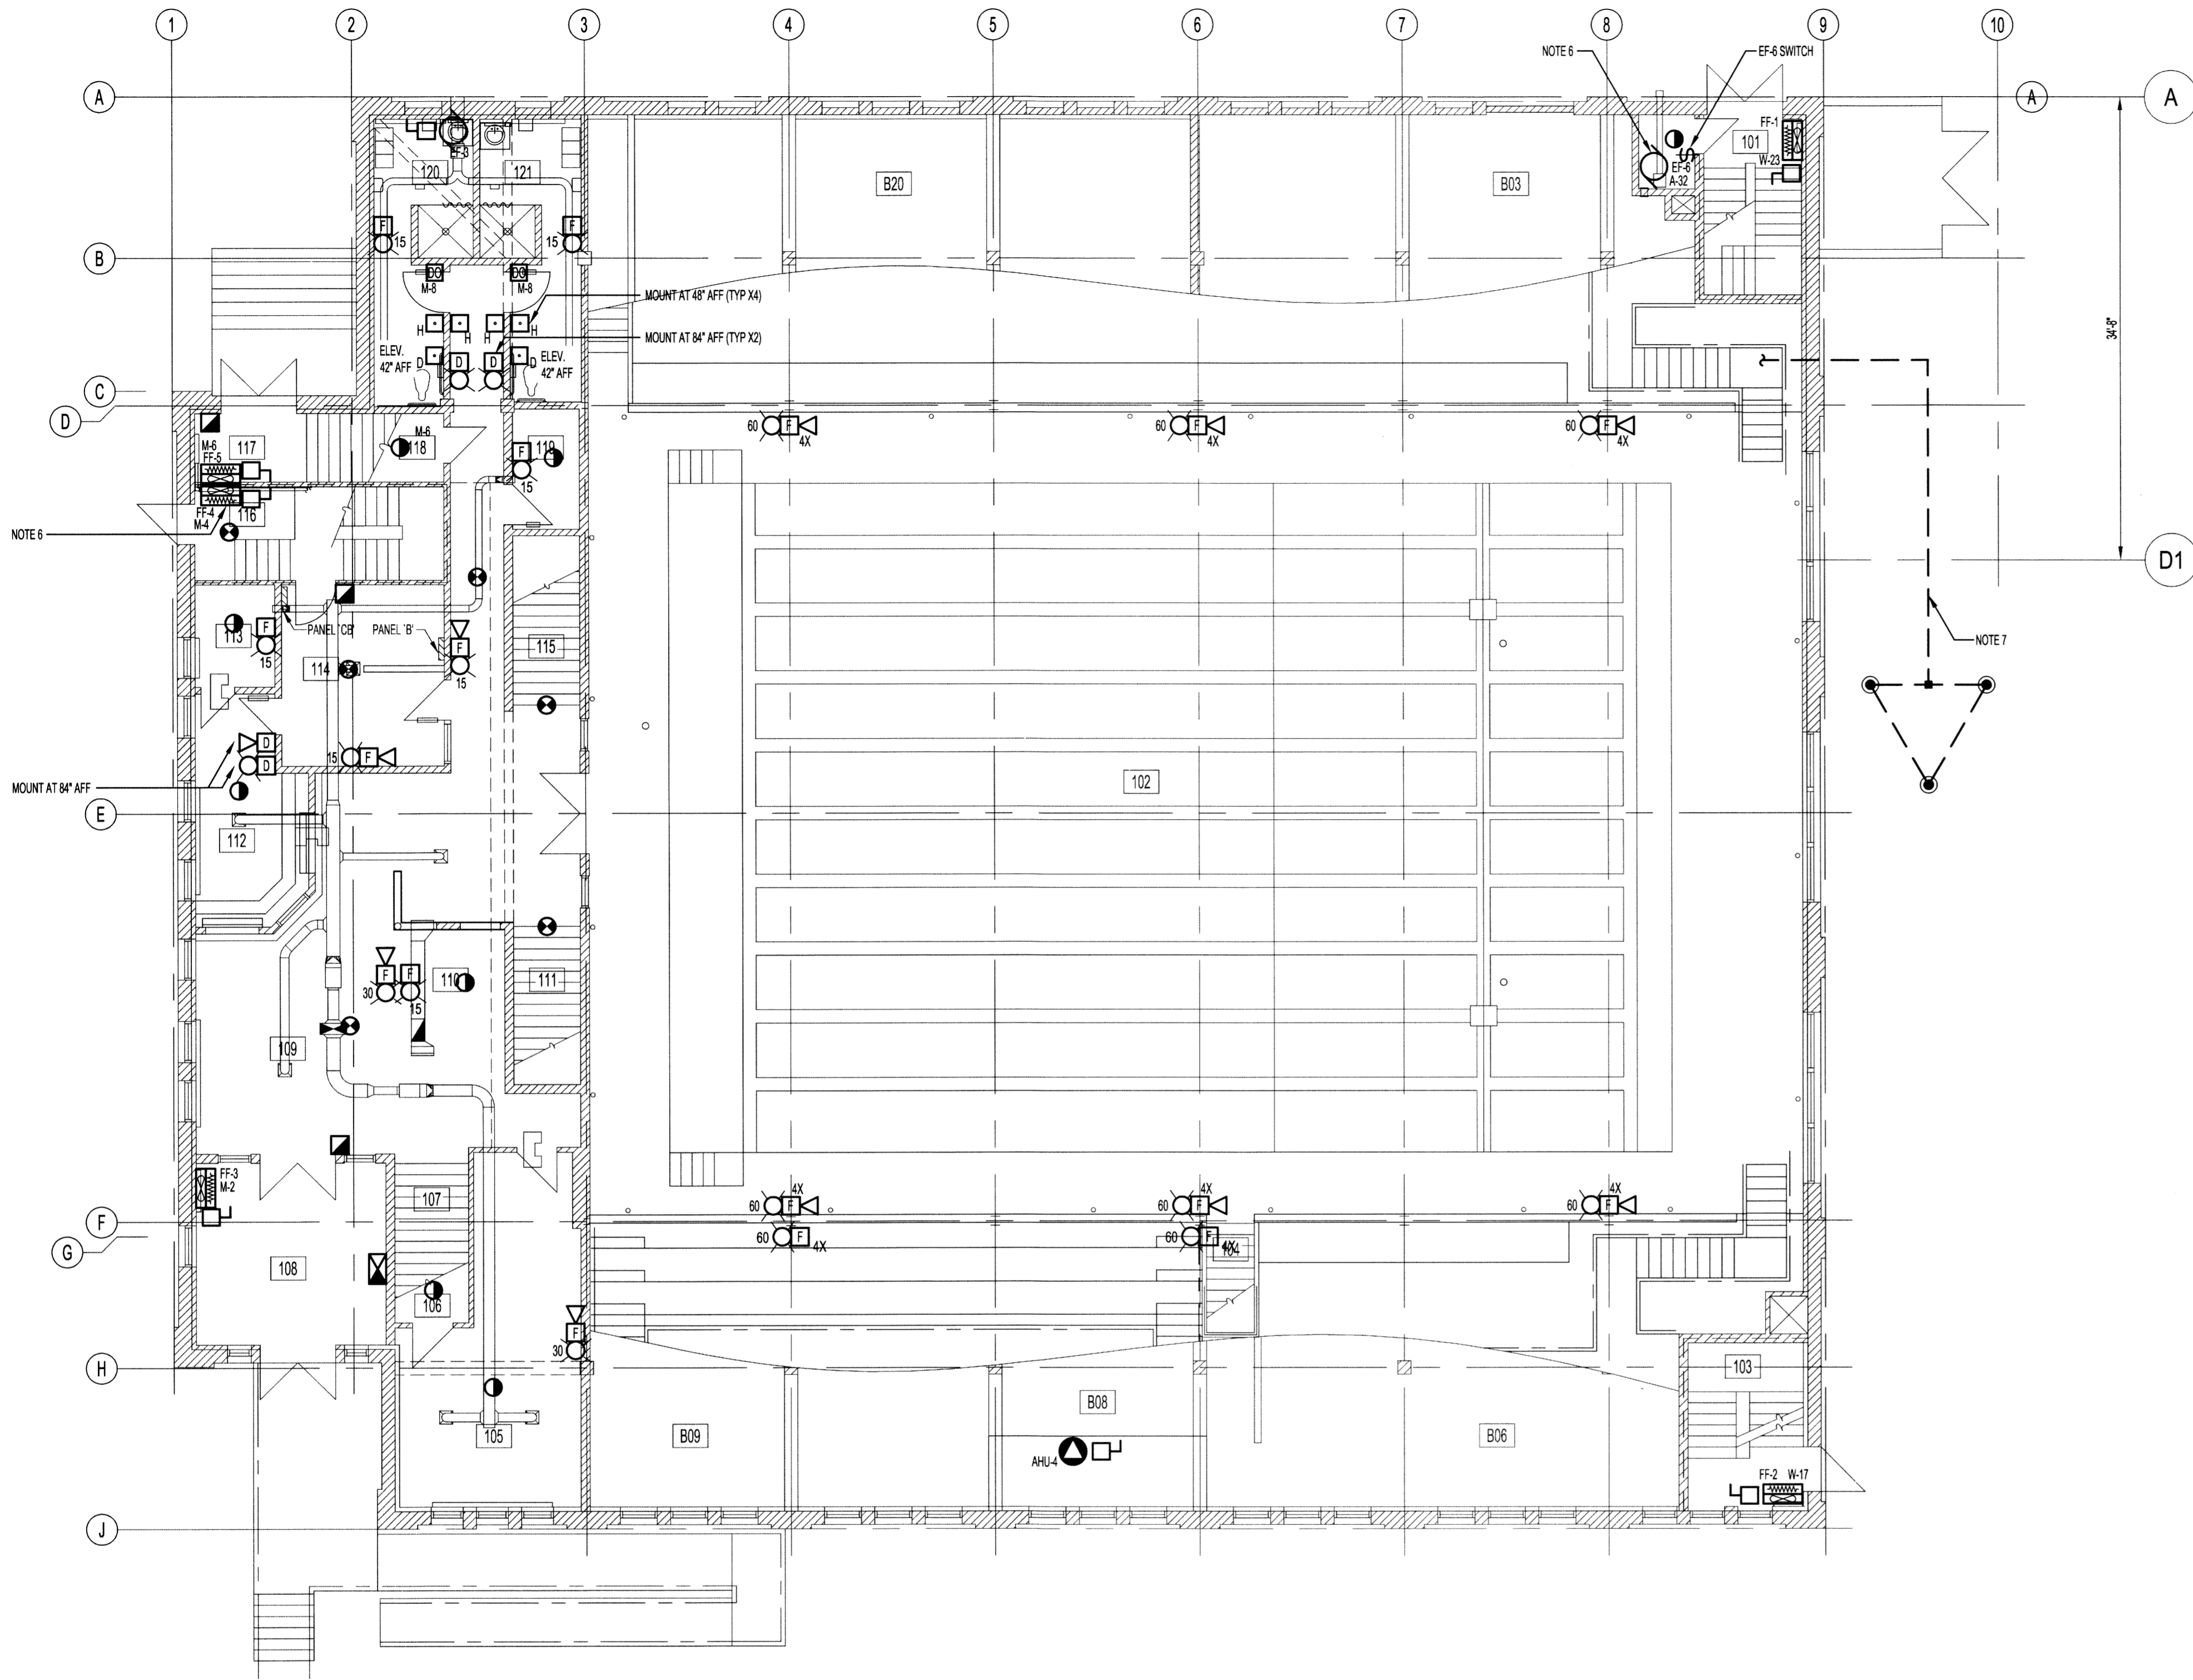 1 2 3 4 5 6 7 8 9 10
NOTE 6
EF-6 SWITCH
A
A
A
FF-1
101
EF-3
W-23
120
121
EF-6
A-32
B20
B03
F
15
F
15
B
DO
M-8
DO
M-8
MOUNT AT 48" AFF (TYP X4)
H
H
H
H
34'-8"
MOUNT AT 84" AFF (TYP X2)
ELEV.
42" AFF
D
D
D
D
ELEV.
42" AFF
C
D
60
F
4X
60
F
4X
60
F
4X
M-6
FF-5
117
M-6
118
119
F
15
FF-4
M-4
116
NOTE 6
D1
113
F
15
PANEL 'CB'
PANEL 'B'
F
15
115
NOTE 7
114
D
D
15
F
MOUNT AT 84" AFF
102
E
112
F
30
F
15
110
111
109
FF-3
M-2
107
60
F
4X
60
F
4X
60
F
4X
F
60
F
4X
60
F
4X
104
G
108
106
F
30
H
103
105
B09
B08
B06
AHU-4
FF-2
W-17
J